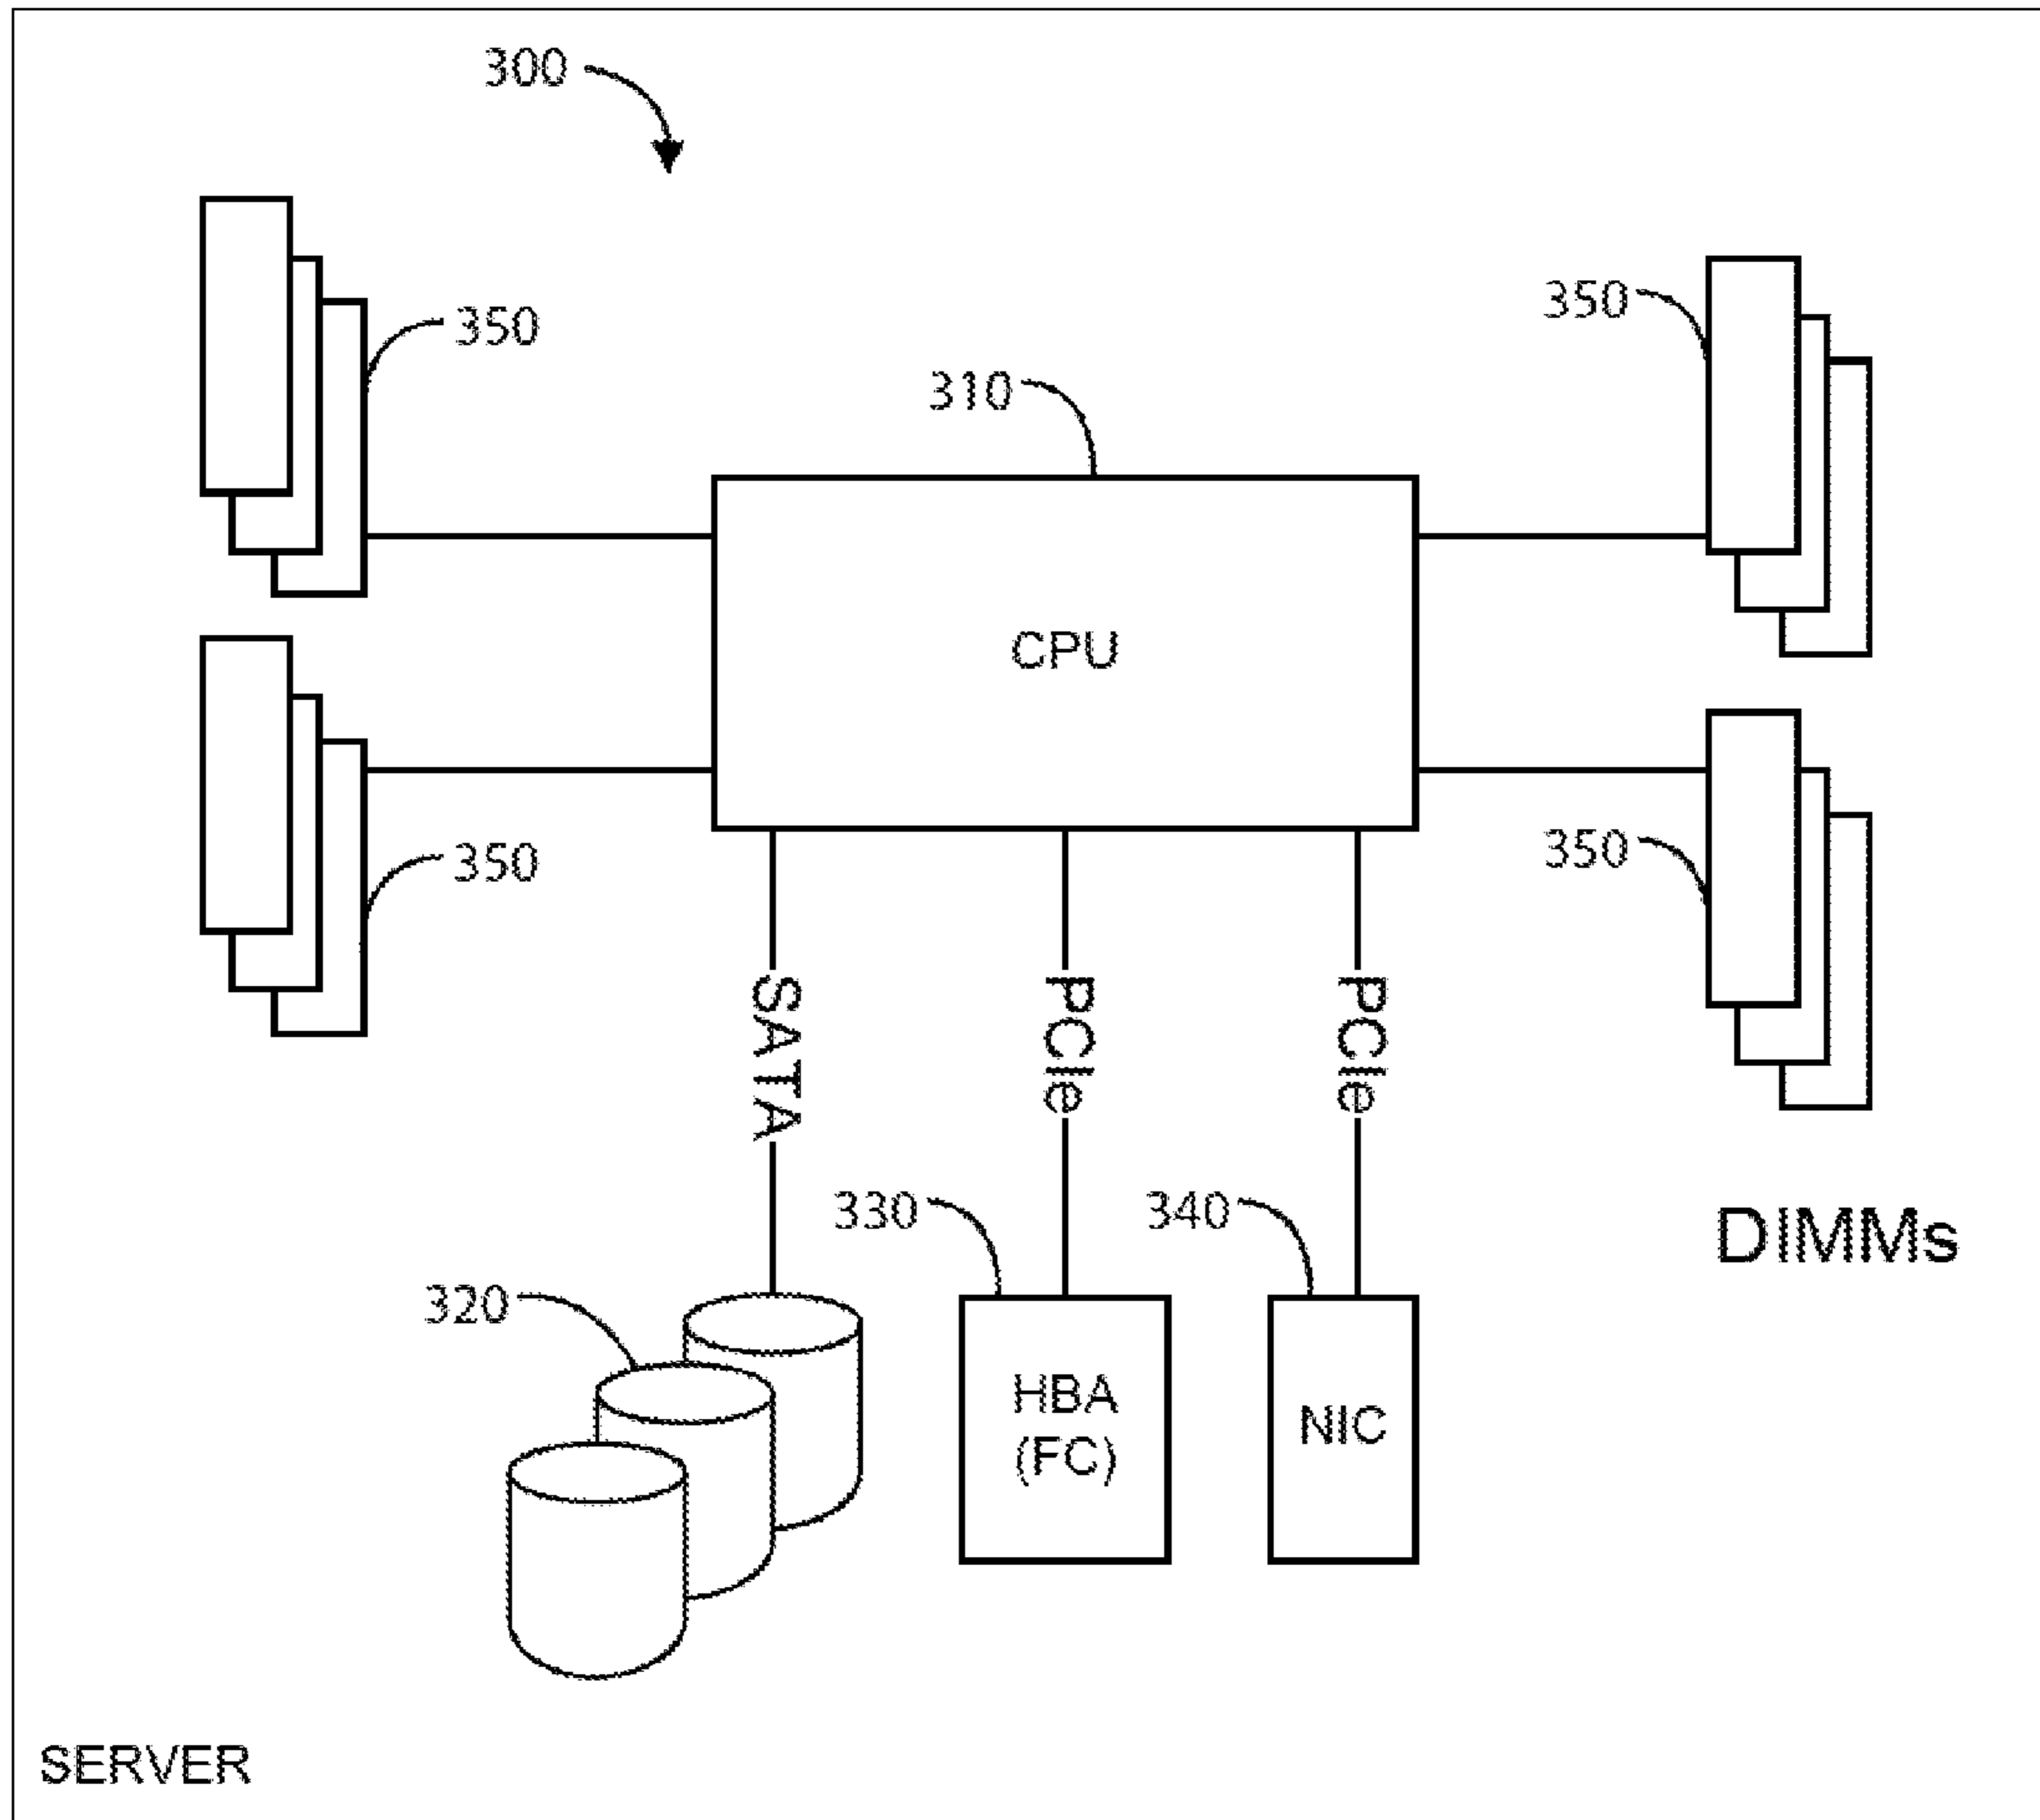 300
350
350
310
CPU
350
350
SATA
PCIe
PCIe
330
340
DIMMs
320
HBA
(FC)
NIC
SERVER